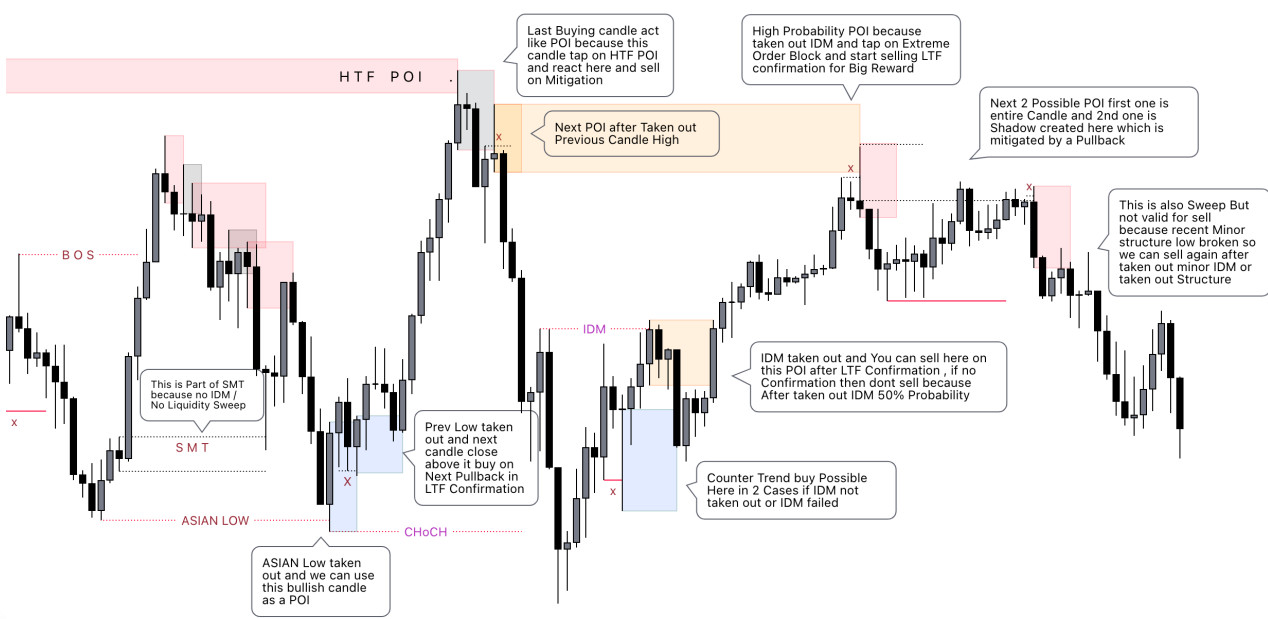 Last Buying candle act
like POI because this
candle tap on HTF POI
and react here and sell
on Mitigation
High Probability POI because
taken out IDM and tap on Extreme
Order Block and start selling LTF
confirmation for Big Reward
HTF POI
Next 2 Possible POI first one is
entire Candle and 2nd one is
Shadow created here which is
mitigated by a Pullback
Next POI after Taken out
Previous Candle High
x
x
x
This is also Sweep But
not valid for sell
because recent Minor
structure low broken so
we can sell again after
taken out minor IDM or
taken out Structure
BOS
IDM
IDM taken out and You can sell here on
this POI after LTF Confirmation , if no
Confirmation then dont sell because
After taken out IDM 50% Probability
This is Part of SMT
because no IDM /
No Liquidity Sweep
x
SMT
Prev Low taken
out and next
candle close
above it buy on
Next Pullback in
LTF Confirmation
x
x
Counter Trend buy Possible
Here in 2 Cases if IDM not
taken out or IDM failed
ASIAN LOW
CHoCH
ASIAN Low taken
out and we can use
this bullish candle
as a POI